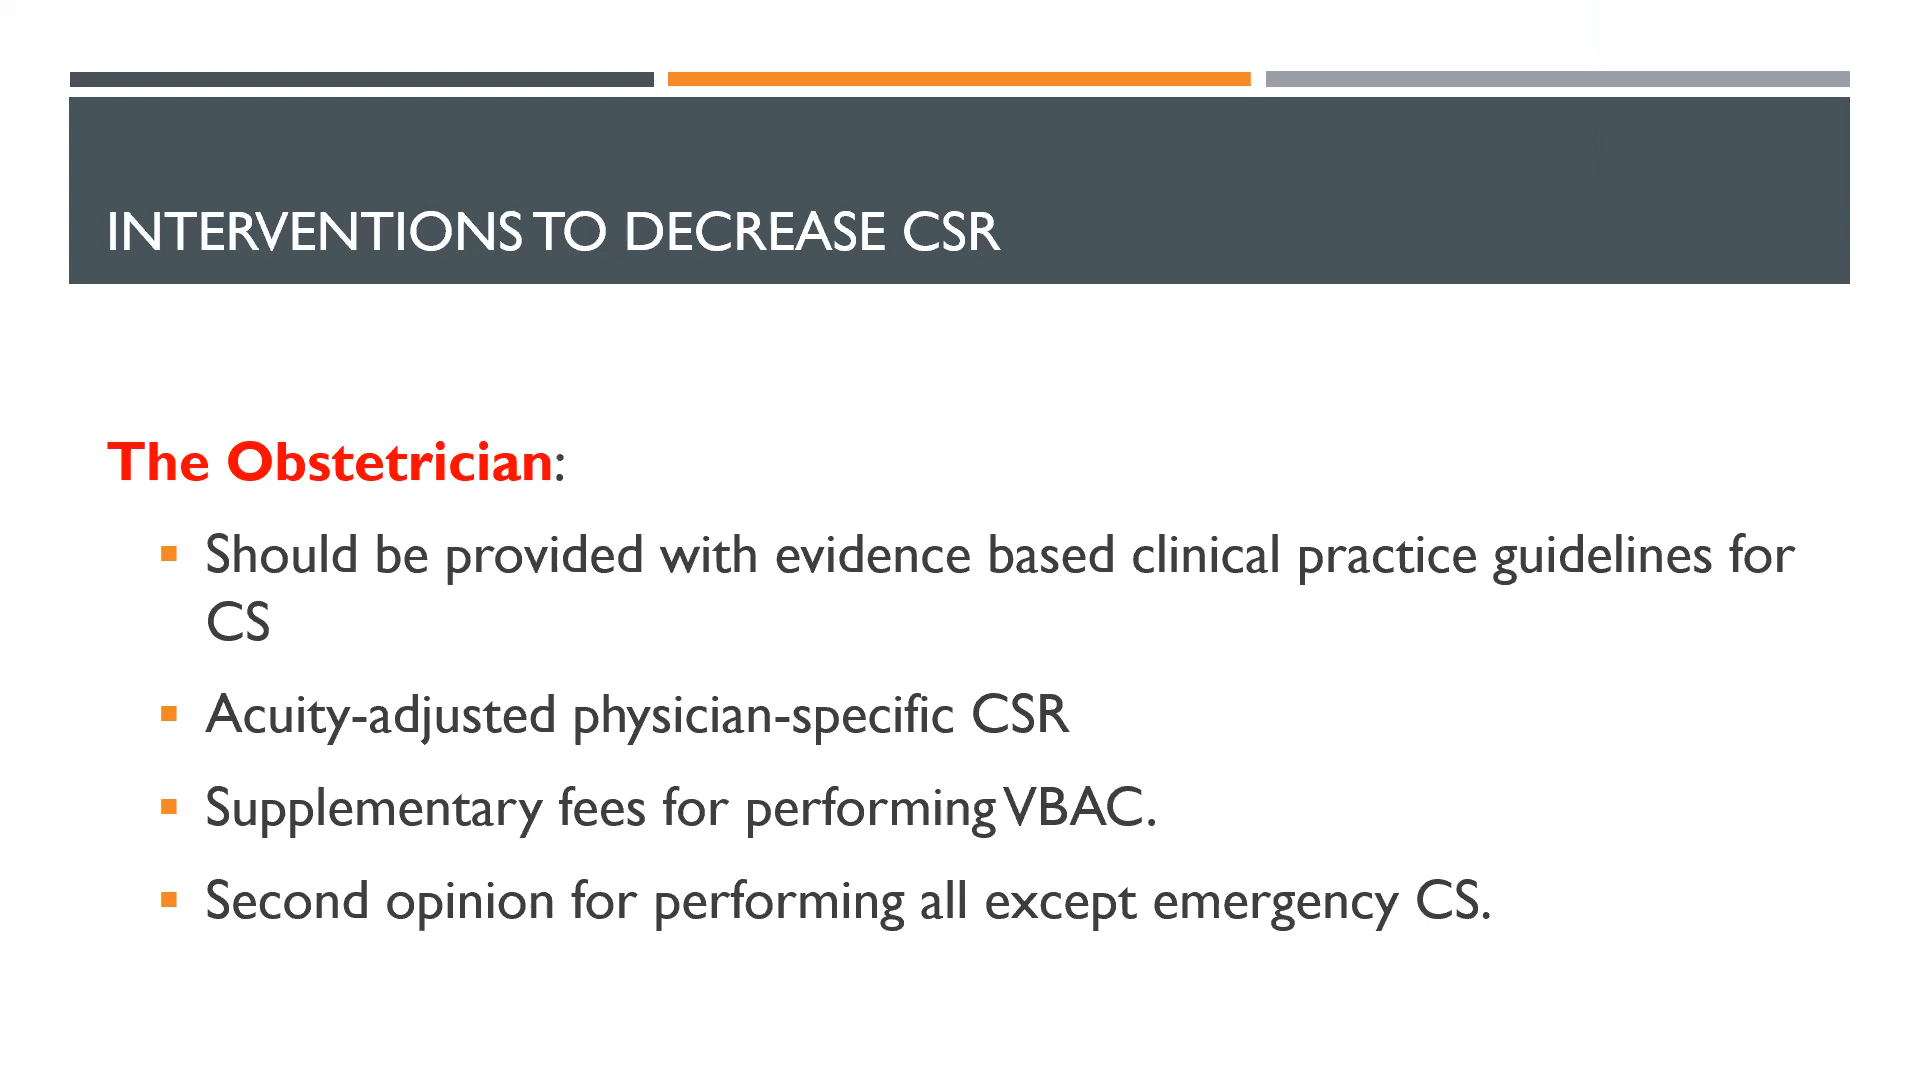 INTERVENTIONS TO DECREASE CSR
The Obstetrician:
▪ Should be provided with evidence based clinical practice guidelines for
CS
▪ Acuity-adjusted physician-specific CSR
▪ Supplementary fees for performing VBAC.
▪ Second opinion for performing all except emergency CS.